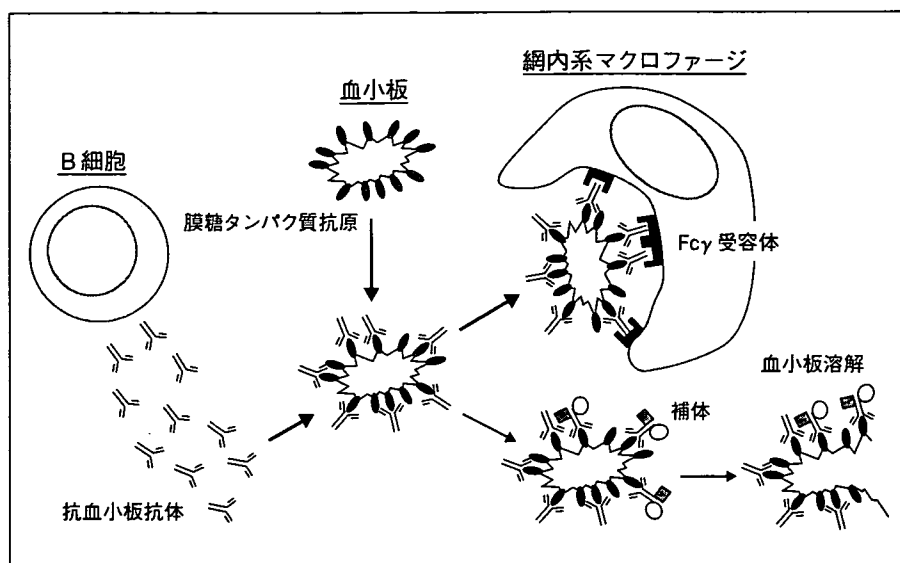 網内系マクロファージ
血小板
B 細胞
膜糖タンパク質抗原
Fcγ 受容体
血小板溶解
補体
抗血小板抗体